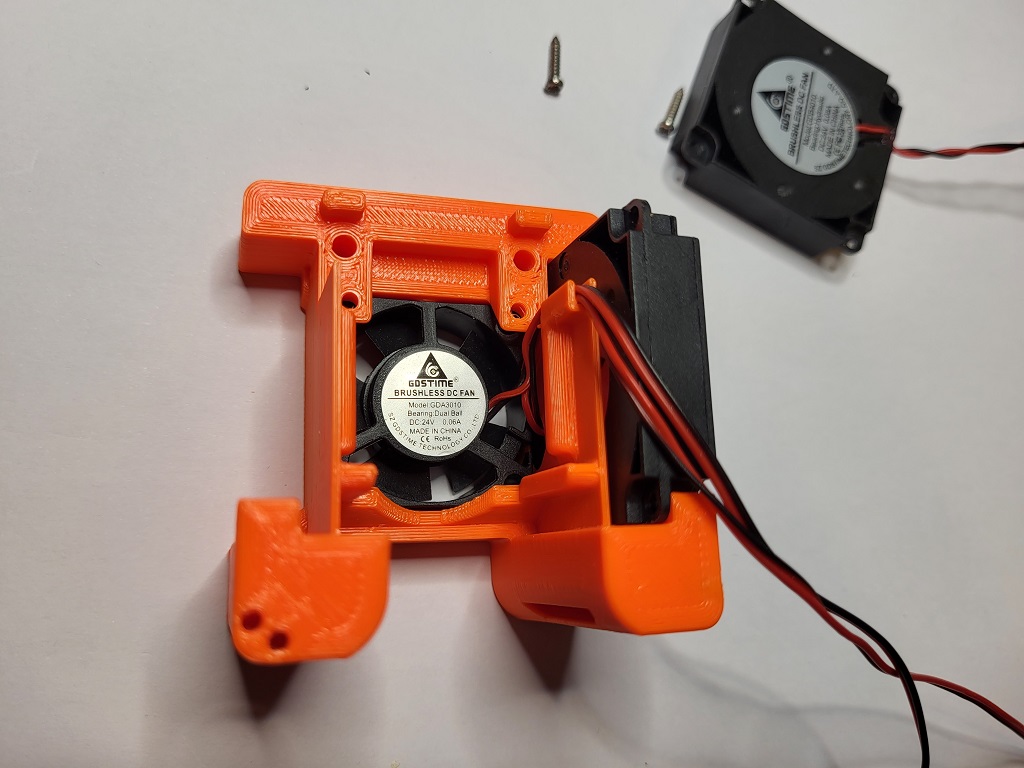 GDSTIME®
BRUSHLESS DC FAN
Model:GDA3010
Bearing:Dual Ball
DC:24V 0.06A
MADE IN CHINA
CE RoHS
SZ GDSTIME TECHNOLOGY CO.,LTD.
GDSTIME
BRUSHLESS DC FAN